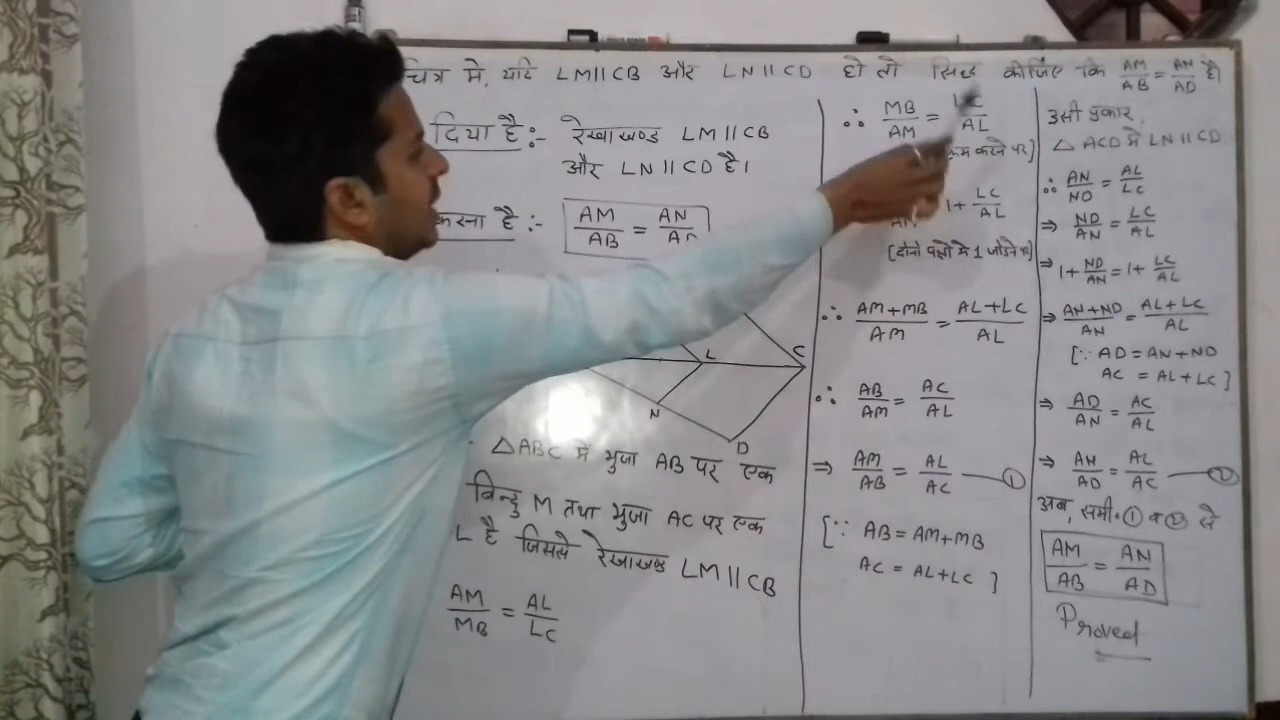 चित्र मे, यदि LM||CB और LN||CD हो तो सिद्ध कीजिए कि AM/AB = AN/AD है।
दिया है :- रेखाखण्ड LM||CB
और LN||CD है।
करना है :- AM/AB = AN/AD
L
C
N
D
△ABC में भुजा AB पर एक
बिन्दु M तथा भुजा AC पर एक
L है जिससे रेखाखण्ड LM||CB
AM/MB = AL/LC
∴ MB/AM = LC/AL
करने पर]
1 + LC/AL
[दोनो पक्षो मे 1 जोडने पर]
∴ AM+MB/AM = AL+LC/AL
∴ AB/AM = AC/AL
⇒ AM/AB = AL/AC — ①
[∵ AB = AM+MB
AC = AL+LC ]
उसी प्रकार,
△ ACD मे LN||CD
∴ AN/ND = AL/LC
⇒ ND/AN = LC/AL
⇒ 1+ND/AN = 1+LC/AL
⇒ AN+ND/AN = AL+LC/AL
[∵ AD = AN+ND
AC = AL+LC ]
⇒ AD/AN = AC/AL
⇒ AN/AD = AL/AC — ②
अब, समी. ① व ② से
AM/AB = AN/AD
Proved